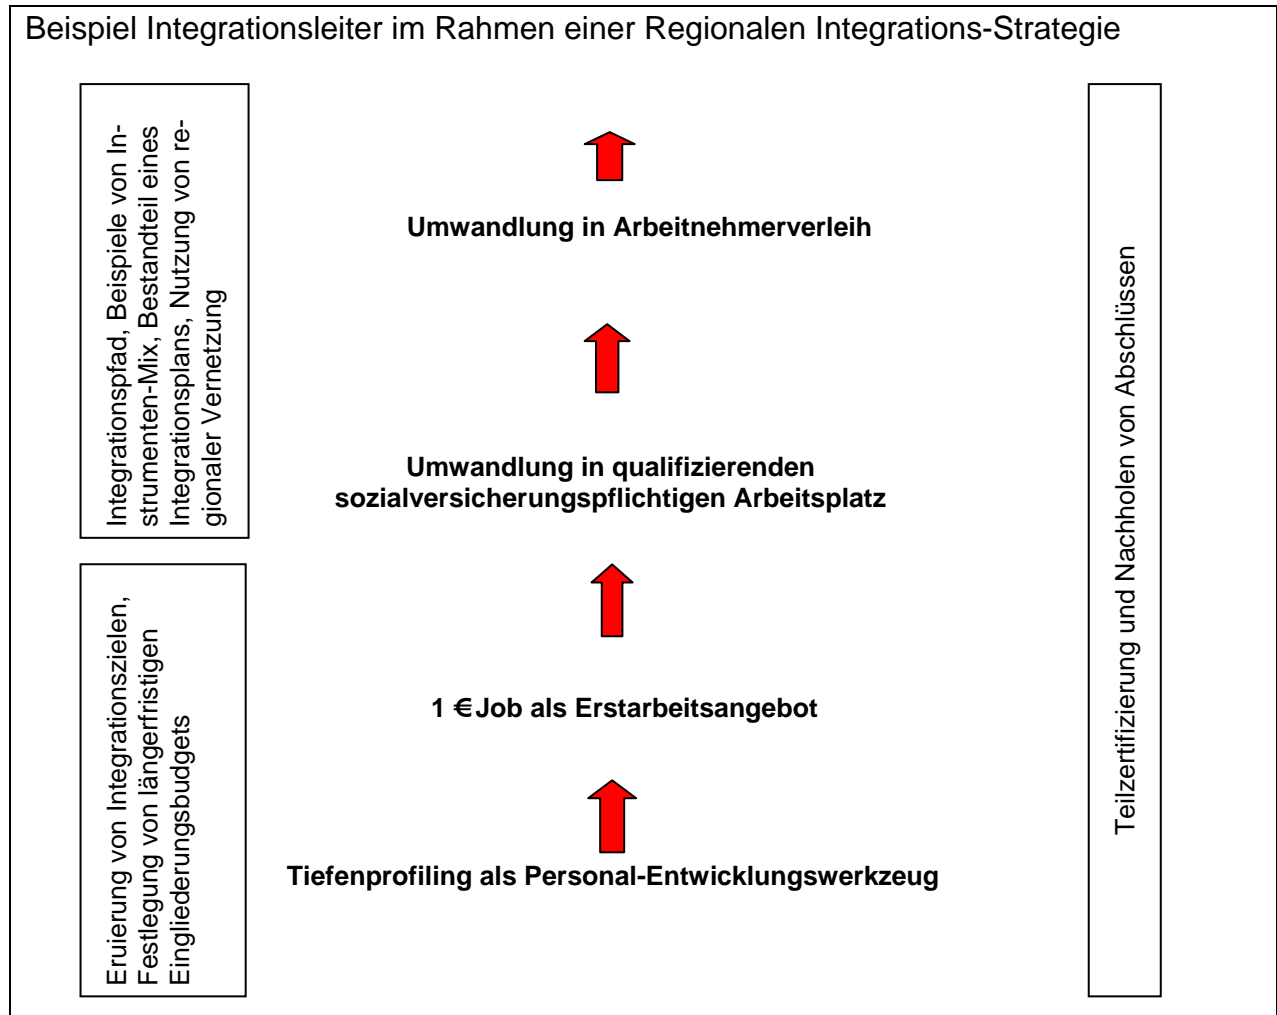 Beispiel Integrationsleiter im Rahmen einer Regionalen Integrations-Strategie
Integrationspfad, Beispiele von In-
strumenten-Mix, Bestandteil eines
Integrationsplans, Nutzung von re-
gionaler Vernetzung
Umwandlung in Arbeitnehmerverleih
Umwandlung in qualifizierenden
sozialversicherungspflichtigen Arbeitsplatz
Eruierung von Integrationszielen,
Festlegung von längerfristigen
Eingliederungsbudgets
1 €Job als Erstarbeitsangebot
Tiefenprofiling als Personal-Entwicklungswerkzeug
Teilzertifizierung und Nachholen von Abschlüssen